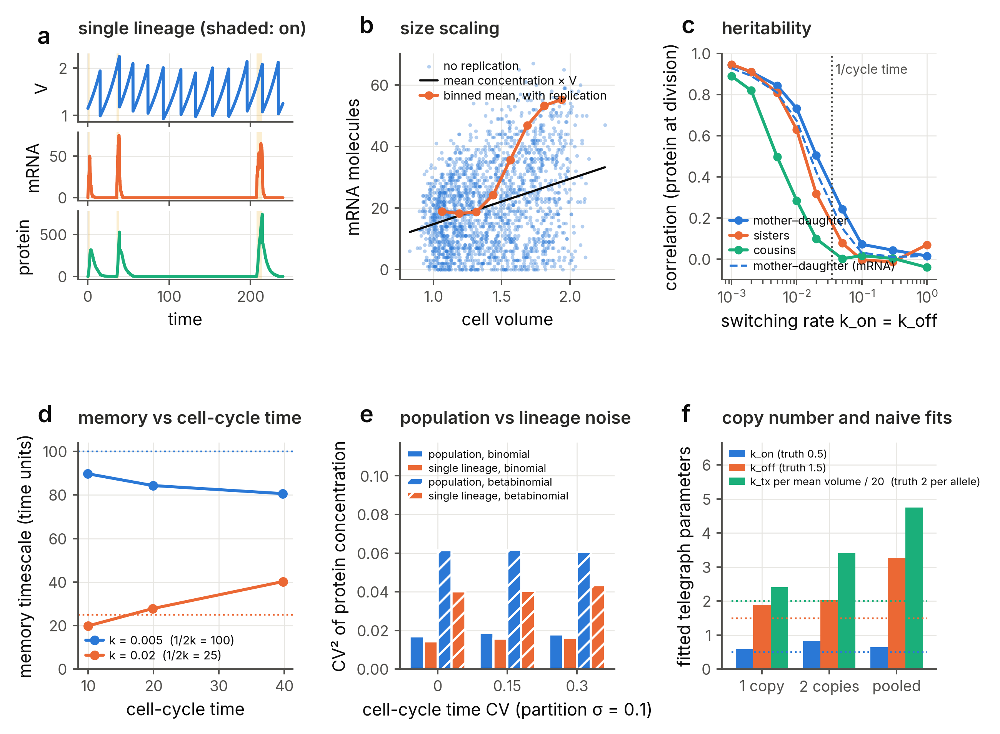 a
single lineage (shaded: on)
V
2
1
mRNA
50
0
protein
500
0
0
100
200
time
b
size scaling
no replication
mean concentration × V
binned mean, with replication
mRNA molecules
60
40
20
0
1.0
1.5
2.0
cell volume
c
heritability
correlation (protein at division)
1.0
0.8
0.6
0.4
0.2
0.0
1/cycle time
mother–daughter
sisters
cousins
mother–daughter (mRNA)
10⁻³
10⁻²
10⁻¹
10⁰
switching rate k_on = k_off
d
memory vs cell-cycle time
memory timescale (time units)
100
80
60
40
20
0
k = 0.005 (1/2k = 100)
k = 0.02 (1/2k = 25)
10
20
30
40
cell-cycle time
e
population vs lineage noise
CV² of protein concentration
population, binomial
single lineage, binomial
population, betabinomial
single lineage, betabinomial
0.10
0.08
0.06
0.04
0.02
0.00
0
0.15
0.3
cell-cycle time CV (partition σ = 0.1)
f
copy number and naive fits
fitted telegraph parameters
k_on (truth 0.5)
k_off (truth 1.5)
k_tx per mean volume / 20 (truth 2 per allele)
6
5
4
3
2
1
0
1 copy
2 copies
pooled